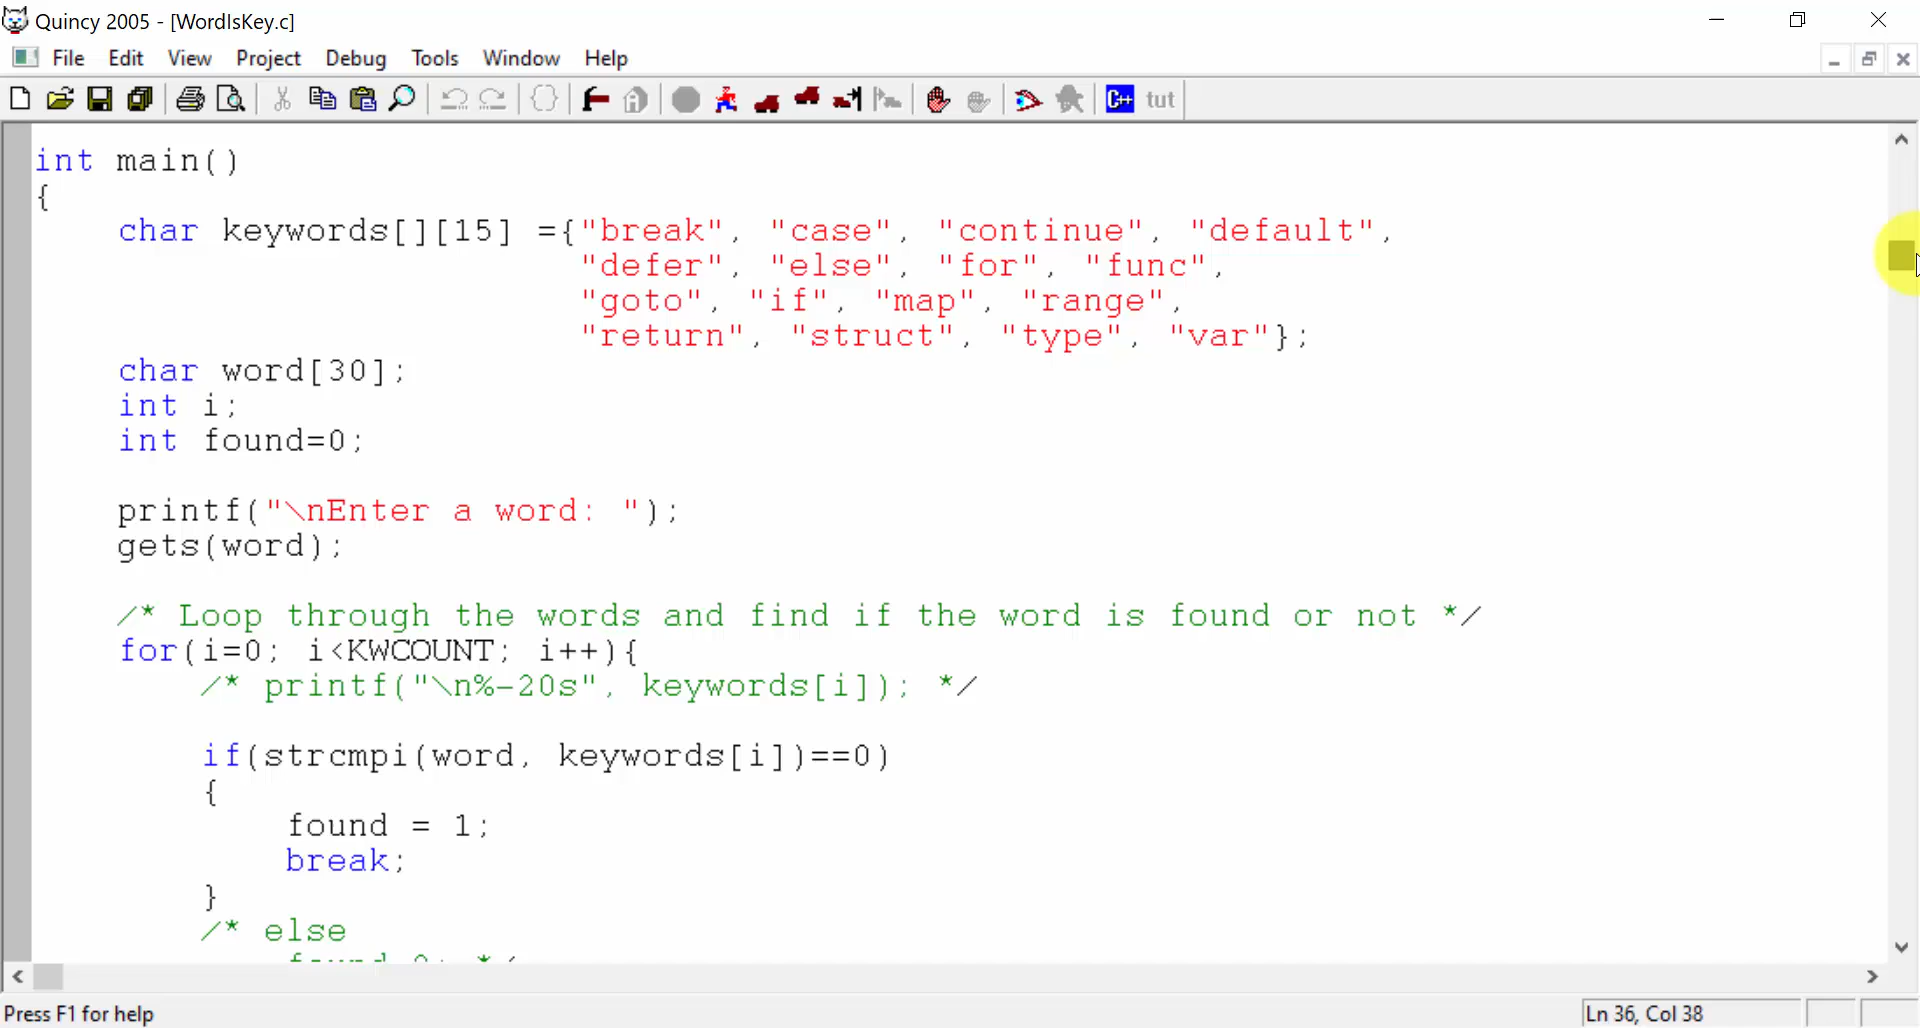 Quincy 2005 - [WordIsKey.c]
File Edit View Project Debug Tools Window Help
C++ tut
int main()
{
char keywords[][15] ={"break", "case", "continue", "default",
"defer", "else", "for", "func",
"goto", "if", "map", "range",
"return", "struct", "type", "var"};
char word[30];
int i;
int found=0;
printf("\nEnter a word: ");
gets(word);
/* Loop through the words and find if the word is found or not */
for(i=0; i<KWCOUNT; i++){
/* printf("\n%-20s", keywords[i]); */
if(strcmpi(word, keywords[i])==0)
{
found = 1;
break;
}
/* else
Press F1 for help
Ln 36, Col 38